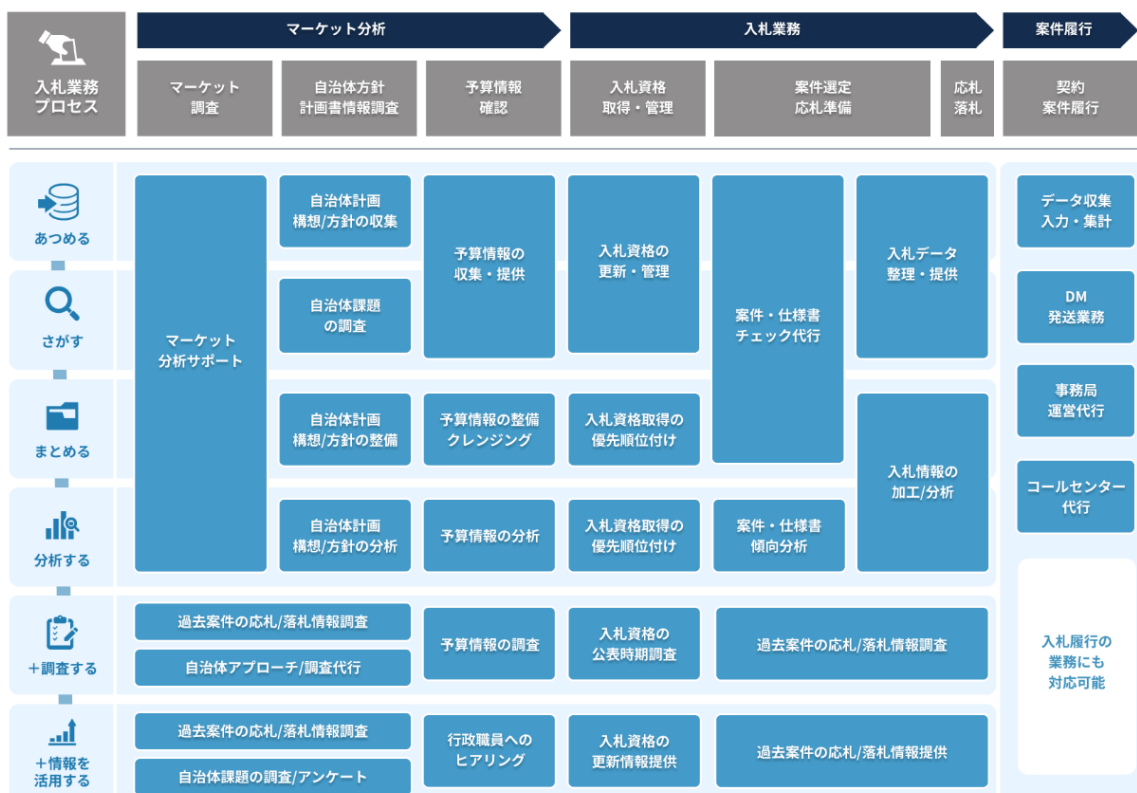 入札業務
プロセス
マーケット分析
入札業務
案件履行
マーケット
調査
自治体方針
計画書情報調査
予算情報
確認
入札資格
取得・管理
案件選定
応札準備
応札
落札
契約
案件履行
あつめる
さがす
まとめる
分析する
＋調査する
＋情報を
活用する
マーケット
分析サポート
自治体計画
構想/方針の収集
自治体課題
の調査
自治体計画
構想/方針の整備
自治体計画
構想/方針の分析
予算情報の
収集・提供
予算情報の整備
クレンジング
予算情報の分析
入札資格の
更新・管理
入札資格取得の
優先順位付け
入札資格取得の
優先順位付け
案件・仕様書
チェック代行
案件・仕様書
傾向分析
入札データ
整理・提供
入札情報の
加工/分析
過去案件の応札/落札情報調査
自治体アプローチ/調査代行
予算情報の調査
入札資格の
公表時期調査
過去案件の応札/落札情報調査
過去案件の応札/落札情報調査
自治体課題の調査/アンケート
行政職員への
ヒアリング
入札資格の
更新情報提供
過去案件の応札/落札情報提供
データ収集
入力・集計
DM
発送業務
事務局
運営代行
コールセンター
代行
入札履行の
業務にも
対応可能